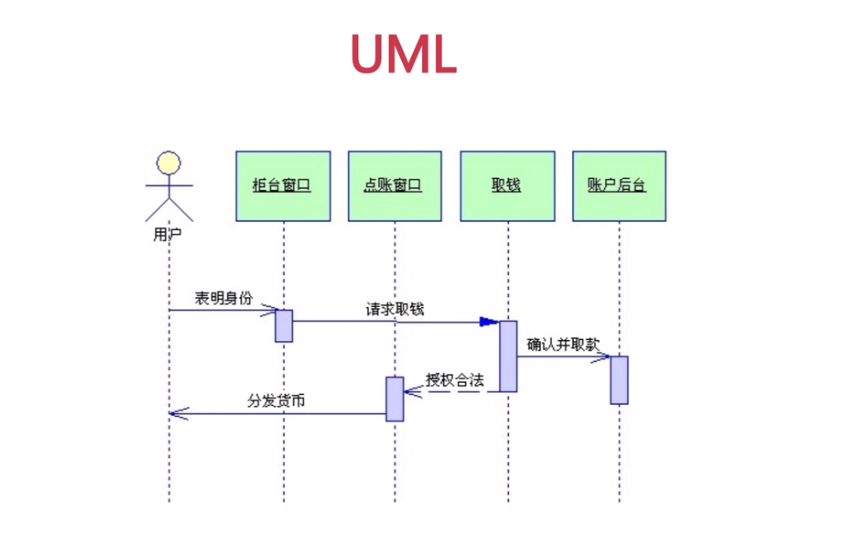 UML
用户
柜台窗口
点账窗口
取钱
账户后台
表明身份
请求取钱
确认并取款
授权合法
分发货币